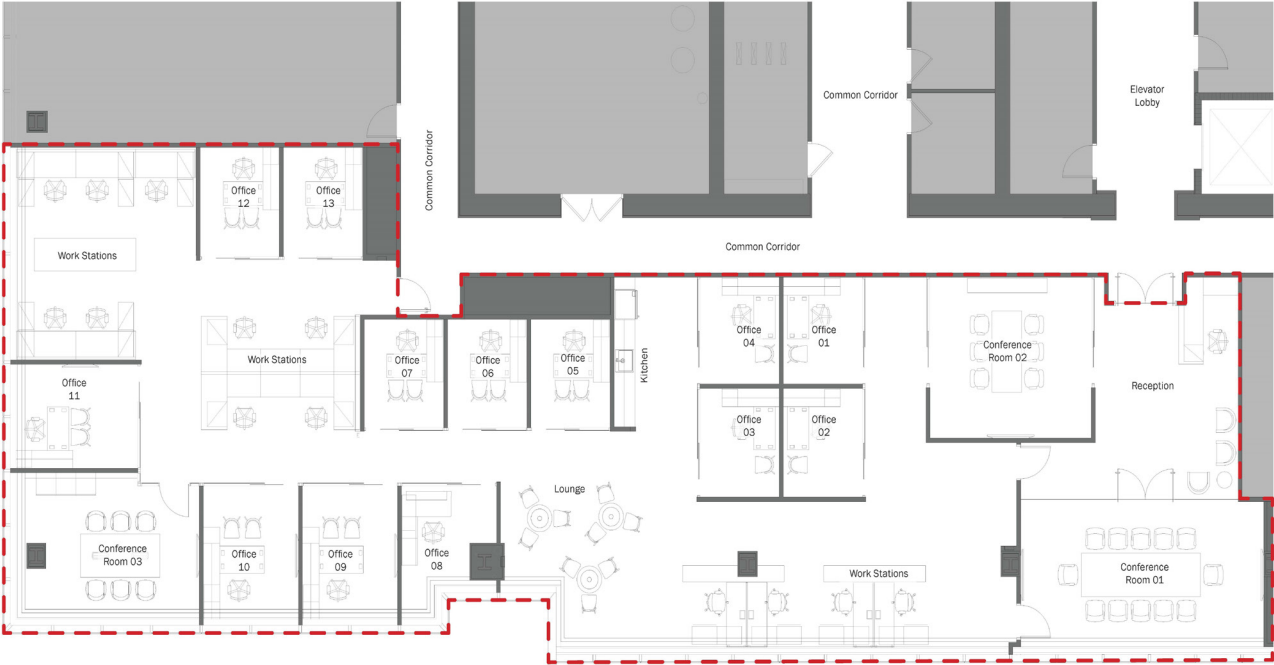 Common Corridor
Elevator
Lobby
Common Corridor
Office
12
Office
13
Common Corridor
Work Stations
Office
04
Office
01
Conference
Room 02
Office
07
Office
06
Office
05
Kitchen
Work Stations
Office
11
Reception
Office
03
Office
02
Lounge
Conference
Room 03
Office
10
Office
09
Office
08
Work Stations
Conference
Room 01